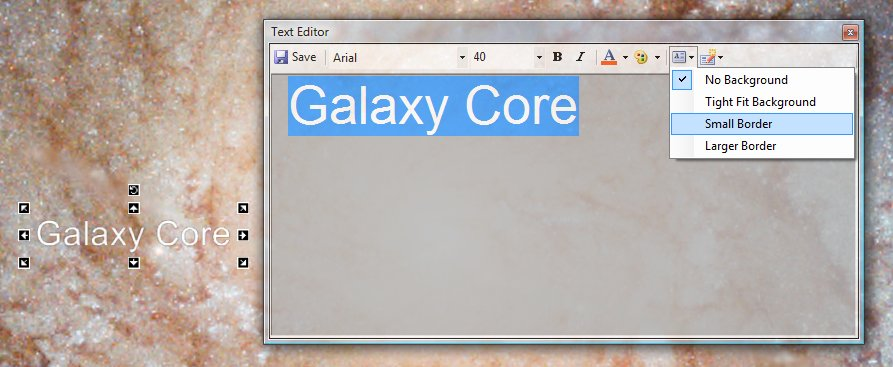 Text Editor
Save Arial 40 B I A
No Background
Tight Fit Background
Small Border
Larger Border
Galaxy Core
Galaxy Core